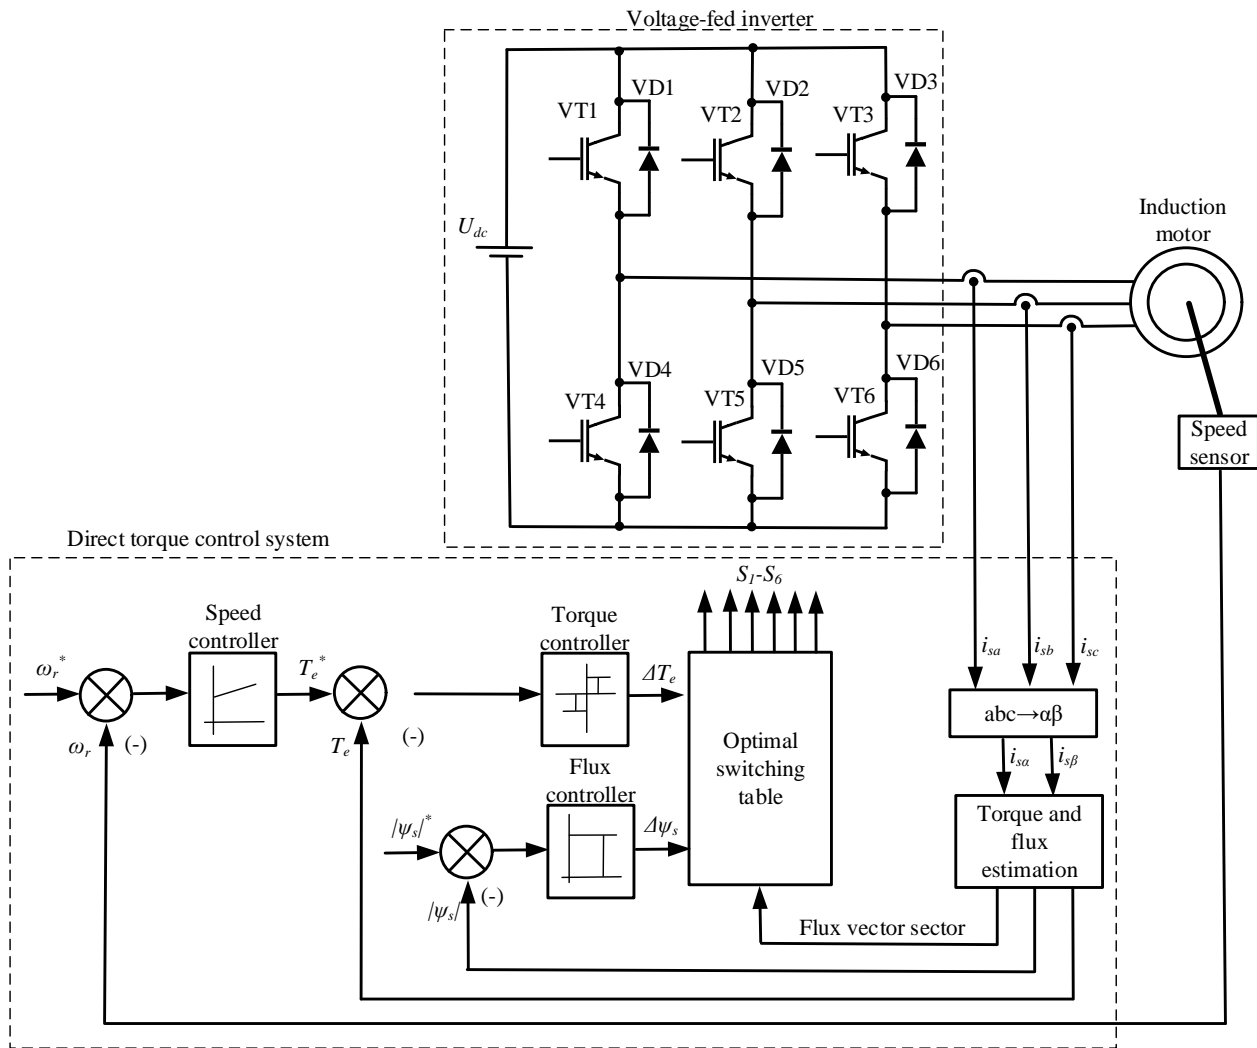 Voltage-fed inverter
VD1
VD2
VD3
VT1
VT2
VT3
Induction
motor
U_dc
VD4
VD5
VD6
VT4
VT5
VT6
Speed
sensor
Direct torque control system
S_1-S_6
Speed
controller
Torque
controller
i_sa
i_sb
i_sc
ω_r^*
T_e^*
ΔT_e
abc→αβ
ω_r
(-)
T_e
(-)
Optimal
switching
table
i_sα
i_sβ
Flux
controller
|ψ_s|^*
Δψ_s
Torque and
flux
estimation
|ψ_s|
(-)
Flux vector sector